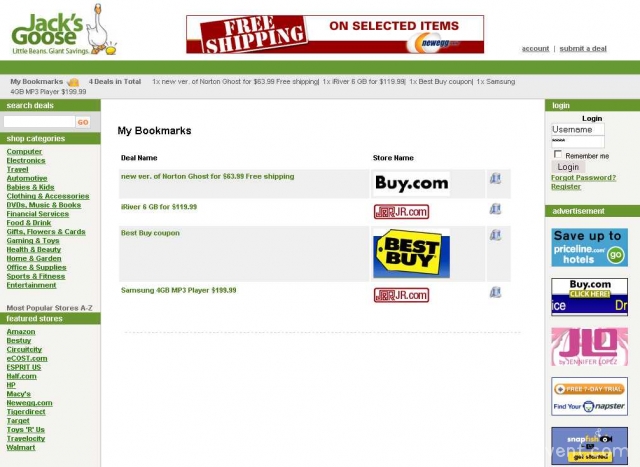 Jack's
Goose
Little Beans. Giant Savings.
FREE
SHIPPING
ON SELECTED ITEMS
newegg
account | submit a deal
My Bookmarks 4 Deals in Total 1x new ver. of Norton Ghost for $63.99 Free shipping| 1x iRiver 6 GB for $119.99| 1x Best Buy coupon| 1x Samsung
4GB MP3 Player $199.99
search deals
GO
shop categories
Computer
Electronics
Travel
Automotive
Babies & Kids
Clothing & Accessories
DVDs, Music & Books
Financial Services
Food & Drink
Gifts, Flowers & Cards
Gaming & Toys
Health & Beauty
Home & Garden
Office & Supplies
Sports & Fitness
Entertainment
Most Popular Stores A-Z
featured stores
Amazon
Bestuy
Circuitcity
eCOST.com
ESPRIT US
Half.com
HP
Macy's
Newegg.com
Tigerdirect
Target
Toys 'R' Us
Travelocity
Walmart
My Bookmarks
Deal Name Store Name
new ver. of Norton Ghost for $63.99 Free shipping Buy.com
iRiver 6 GB for $119.99 JR.com
Best Buy coupon BEST BUY
Samsung 4GB MP3 Player $199.99 JR.com
login
Login
Username
*****
Remember me
Login
Forgot Password?
Register
advertisement
Save up to
priceline.com
hotels go
Buy.com
CLICK HERE!
ice Dr
JLO
by JENNIFER LOPEZ
FREE 7-DAY TRIAL
Find Your napster
snapfish
get started